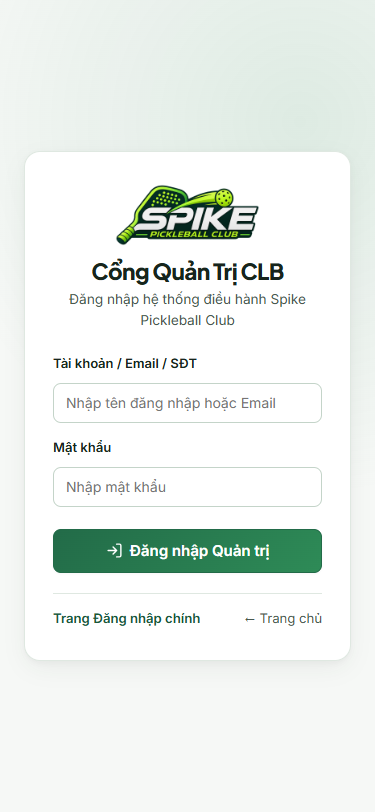 SPIKE
PICKLEBALL CLUB
Cổng Quản Trị CLB
Đăng nhập hệ thống điều hành Spike
Pickleball Club
Tài khoản / Email / SĐT
Nhập tên đăng nhập hoặc Email
Mật khẩu
Nhập mật khẩu
Đăng nhập Quản trị
Trang Đăng nhập chính
← Trang chủ